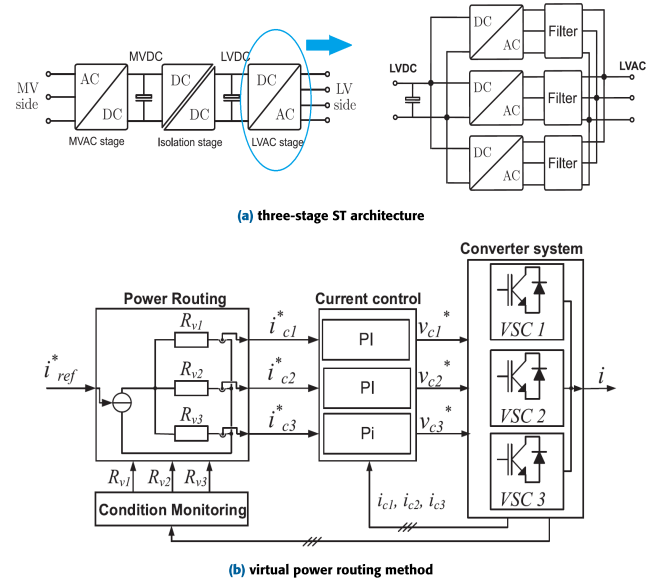 MV
side
AC
DC
MVAC stage
MVDC
DC
DC
Isolation stage
LVDC
DC
AC
LVAC stage
LV
side
LVDC
DC
AC
Filter
DC
AC
Filter
DC
AC
Filter
LVAC
(a) three-stage ST architecture
Converter system
Power Routing
Current control
i*ref
Rv1
Rv2
Rv3
i*c1
i*c2
i*c3
PI
PI
Pi
vc1*
vc2*
vc3*
VSC 1
VSC 2
VSC 3
i
Rv1 Rv2 Rv3
Condition Monitoring
ic1, ic2, ic3
(b) virtual power routing method